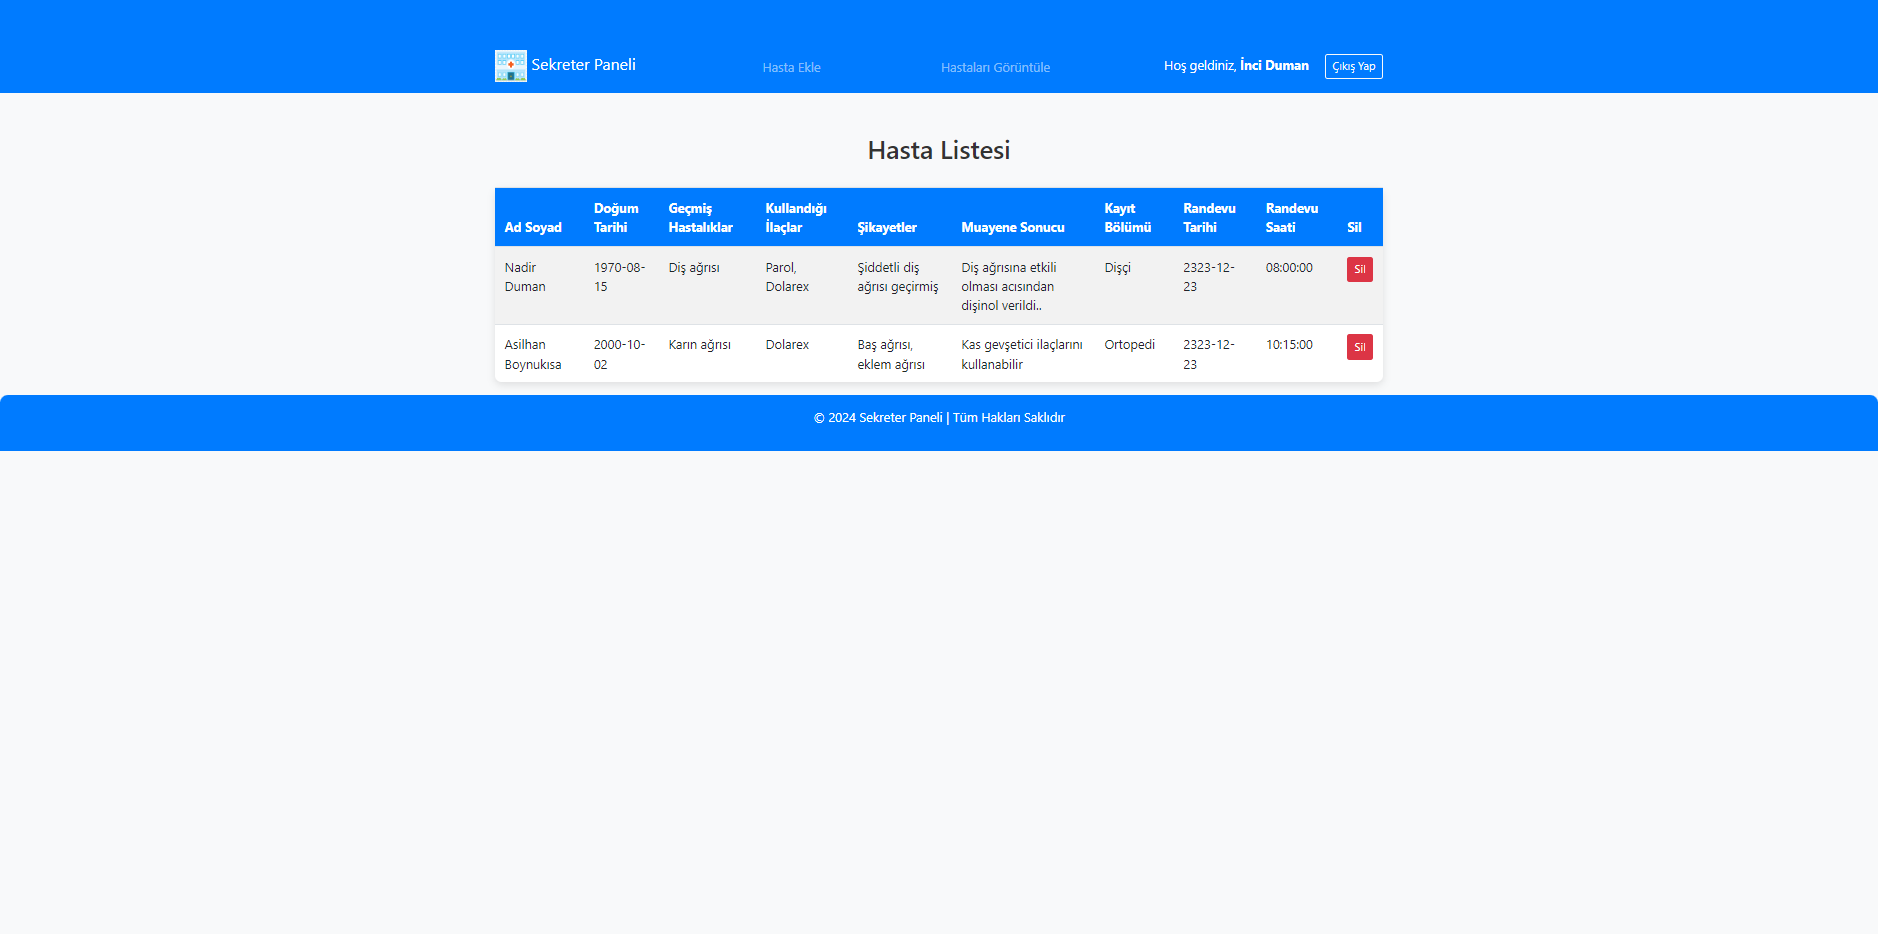 Sekreter Paneli Hasta Ekle Hastaları Görüntüle Hoş geldiniz, İnci Duman Çıkış Yap
Hasta Listesi
Ad Soyad
Doğum
Tarihi
Geçmiş
Hastalıklar
Kullandığı
İlaçlar
Şikayetler
Muayene Sonucu
Kayıt
Bölümü
Randevu
Tarihi
Randevu
Saati
Sil
Nadir
Duman
1970-08-
15
Diş ağrısı
Parol,
Dolarex
Şiddetli diş
ağrısı geçirmiş
Diş ağrısına etkili
olması acısından
dişinol verildi..
Dişçi
2323-12-
23
08:00:00
Sil
Asilhan
Boynukısa
2000-10-
02
Karın ağrısı
Dolarex
Baş ağrısı,
eklem ağrısı
Kas gevşetici ilaçlarını
kullanabilir
Ortopedi
2323-12-
23
10:15:00
Sil
© 2024 Sekreter Paneli | Tüm Hakları Saklıdır